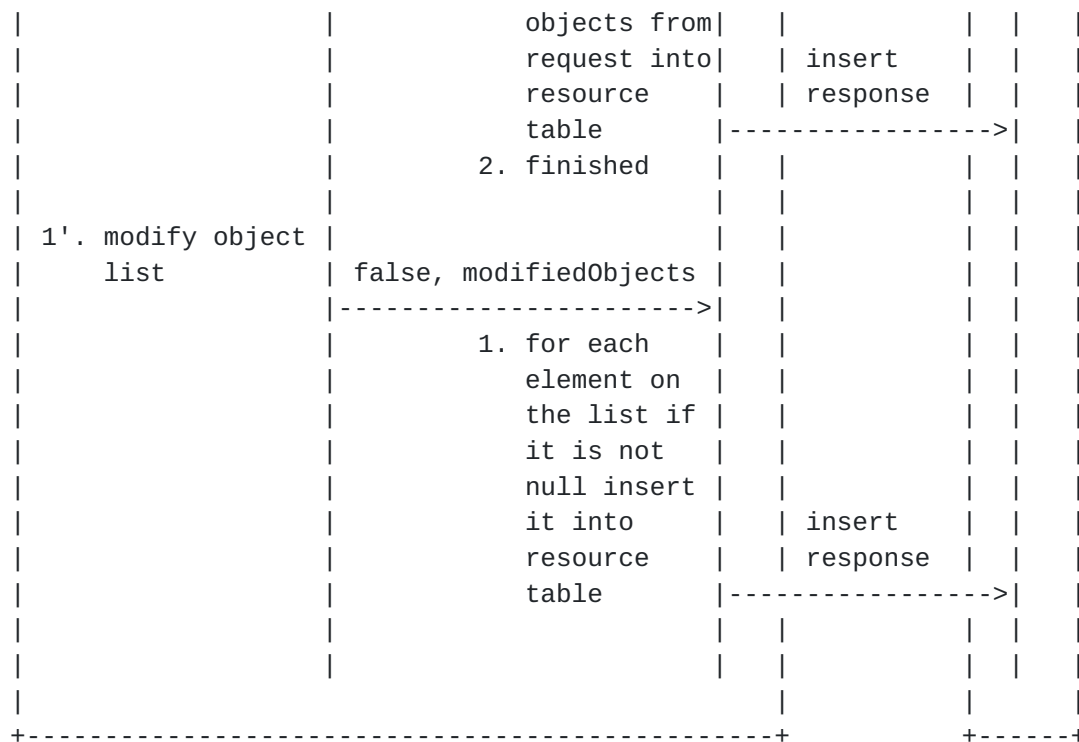 |                   |            objects from|   |           |  |   |
|                   |            request into|   | insert    |  |   |
|                   |            resource    |   | response  |  |   |
|                   |            table       |----------------->|   |
|                   |         2. finished    |   |           |  |   |
|                   |                        |   |           |  |   |
| 1'. modify object |                        |   |           |  |   |
|     list          | false, modifiedObjects |   |           |  |   |
|                   |----------------------->|   |           |  |   |
|                   |         1. for each    |   |           |  |   |
|                   |            element on  |   |           |  |   |
|                   |            the list if |   |           |  |   |
|                   |            it is not   |   |           |  |   |
|                   |            null insert |   |           |  |   |
|                   |            it into     |   | insert    |  |   |
|                   |            resource    |   | response  |  |   |
|                   |            table       |----------------->|   |
|                   |                        |   |           |  |   |
|                   |                        |   |           |  |   |
|                                                |           |      |
+------------------------------------------------+           +------+